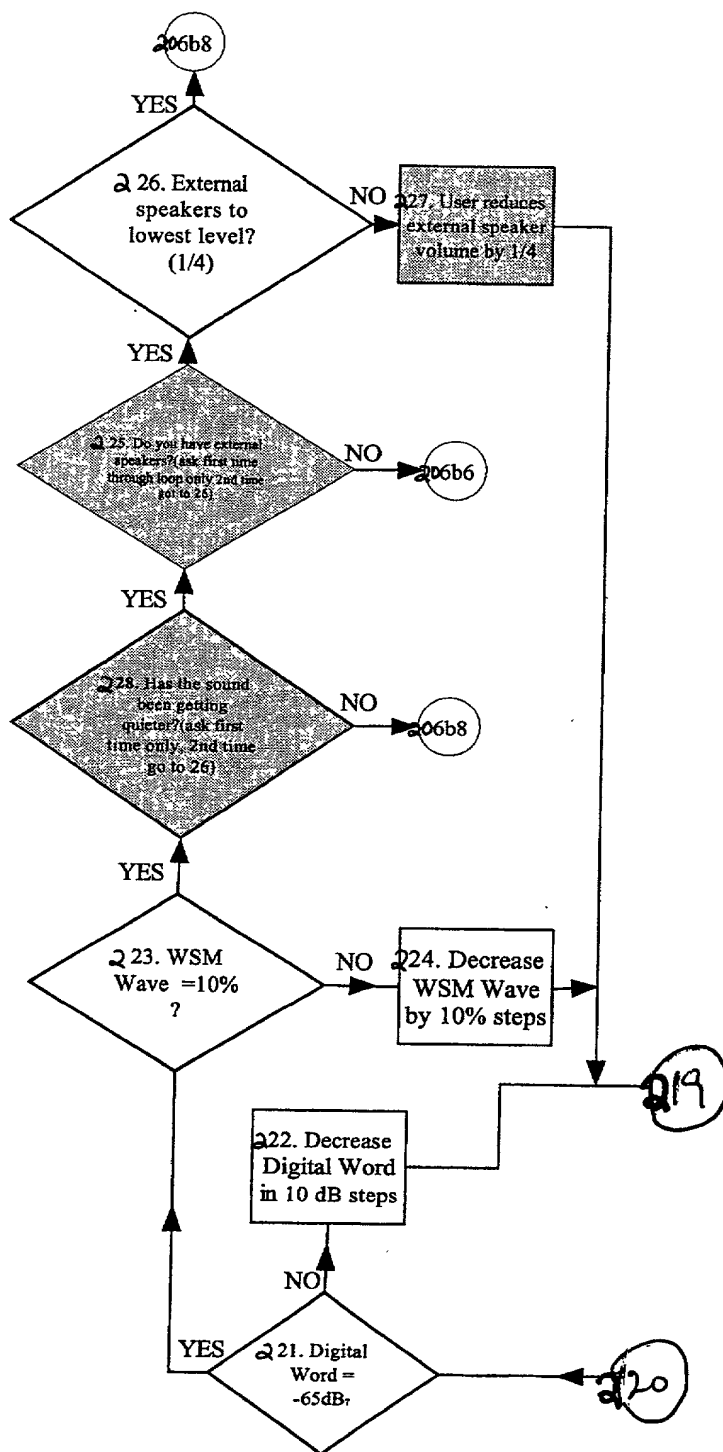 206b8
YES
226. External
speakers to
lowest level?
(1/4)
NO
227. User reduces
external speaker
volume by 1/4
YES
225. Do you have external
speakers?(ask first time
through loop only 2nd time
got to 26)
NO
206b6
YES
228. Has the sound
been getting
quieter?(ask first
time only, 2nd time
go to 26)
NO
206b8
YES
223. WSM
Wave =10%
?
NO
224. Decrease
WSM Wave
by 10% steps
219
222. Decrease
Digital Word
in 10 dB steps
NO
YES
221. Digital
Word =
-65dB?
220